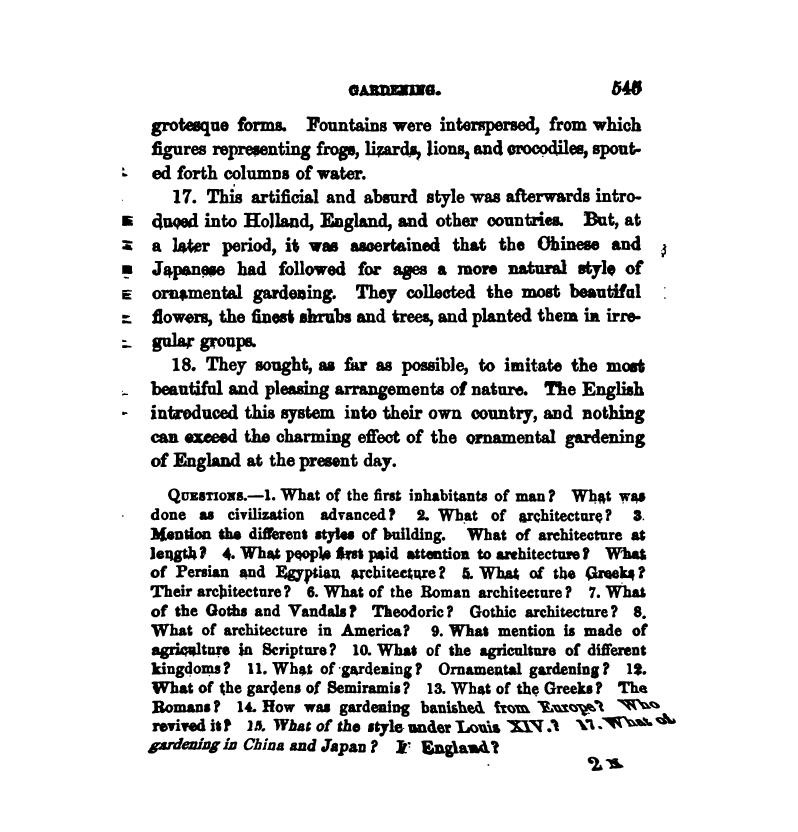 GARDENING. 545
grotesque forms. Fountains were interspersed, from which
figures representing frogs, lizards, lions, and crocodiles, spout-
ed forth columns of water.
17. This artificial and absurd style was afterwards intro-
duced into Holland, England, and other countries. But, at
a later period, it was ascertained that the Chinese and
Japanese had followed for ages a more natural style of
ornamental gardening. They collected the most beautiful
flowers, the finest shrubs and trees, and planted them in irre-
gular groups.
18. They sought, as far as possible, to imitate the most
beautiful and pleasing arrangements of nature. The English
introduced this system into their own country, and nothing
can exceed the charming effect of the ornamental gardening
of England at the present day.
QUESTIONS.—1. What of the first inhabitants of man? What was
done as civilization advanced? 2. What of architecture? 3.
Mention the different styles of building. What of architecture at
length? 4. What people first paid attention to architecture? What
of Persian and Egyptian architecture? 5. What of the Greeks?
Their architecture? 6. What of the Roman architecture? 7. What
of the Goths and Vandals? Theodoric? Gothic architecture? 8.
What of architecture in America? 9. What mention is made of
agriculture in Scripture? 10. What of the agriculture of different
kingdoms? 11. What of gardening? Ornamental gardening? 12.
What of the gardens of Semiramis? 13. What of the Greeks? The
Romans? 14. How was gardening banished from Europe? Who
revived it? 15. What of the style under Louis XIV.? 17. What of
gardening in China and Japan? England?
2